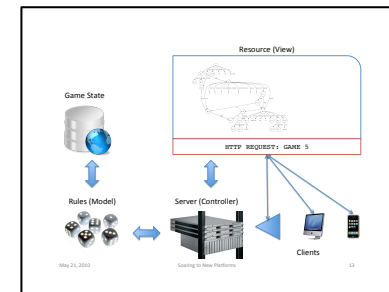 Resource (View)
Game State
HTTP REQUEST: GAME 5
Rules (Model)
Server (Controller)
Clients
May 21, 2010
Soaring to New Platforms
13